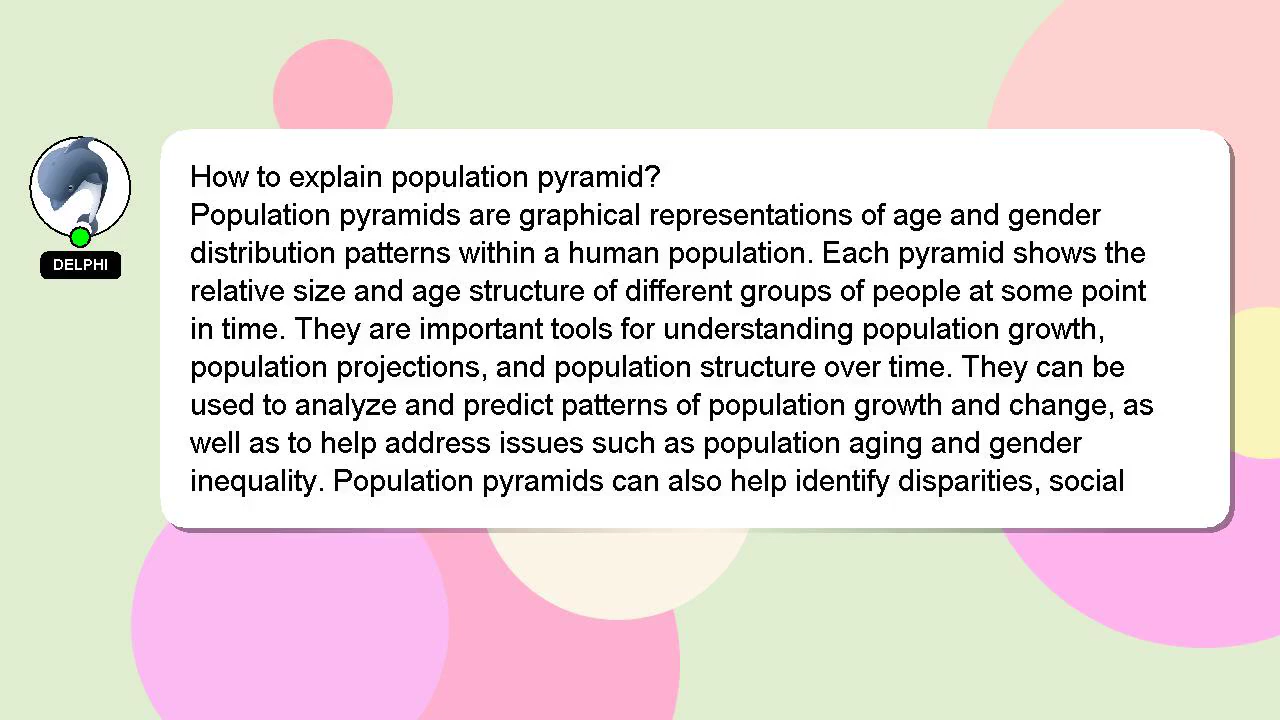 How to explain population pyramid?
Population pyramids are graphical representations of age and gender
distribution patterns within a human population. Each pyramid shows the
relative size and age structure of different groups of people at some point
in time. They are important tools for understanding population growth,
population projections, and population structure over time. They can be
used to analyze and predict patterns of population growth and change, as
well as to help address issues such as population aging and gender
inequality. Population pyramids can also help identify disparities, social
DELPHI